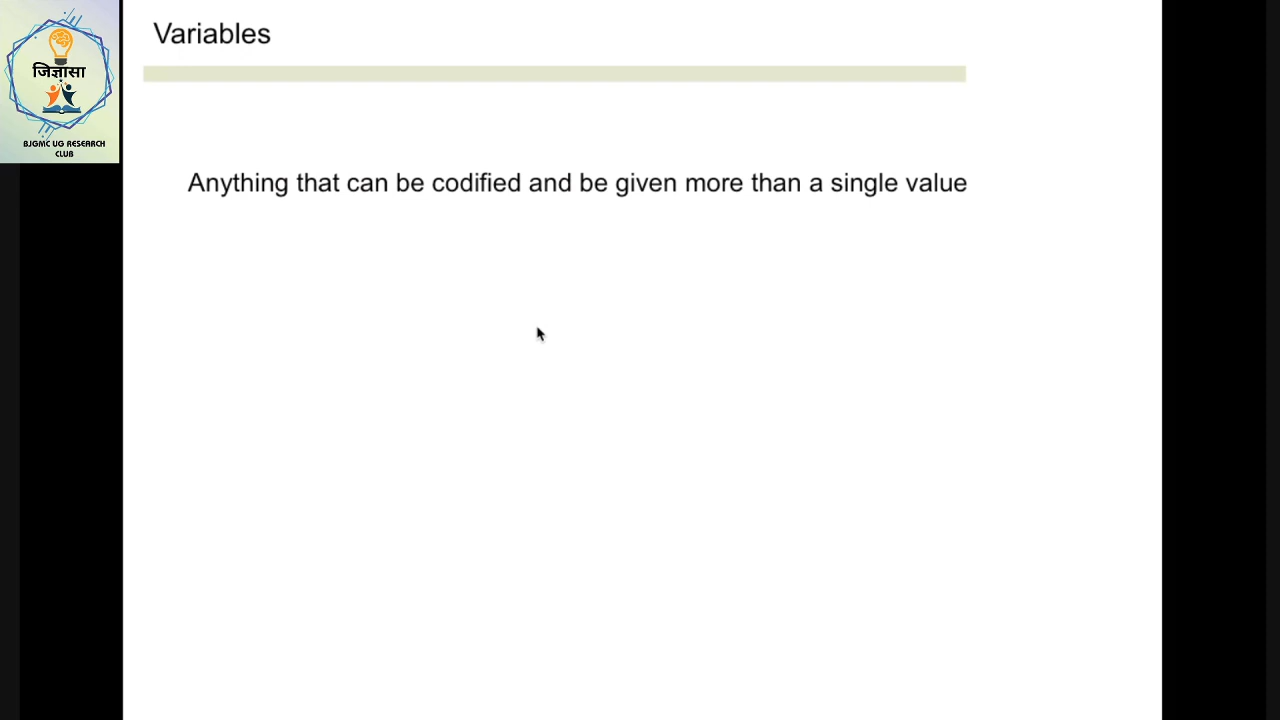 Variables
जिज्ञासा
BJGMC UG RESEARCH
CLUB
Anything that can be codified and be given more than a single value